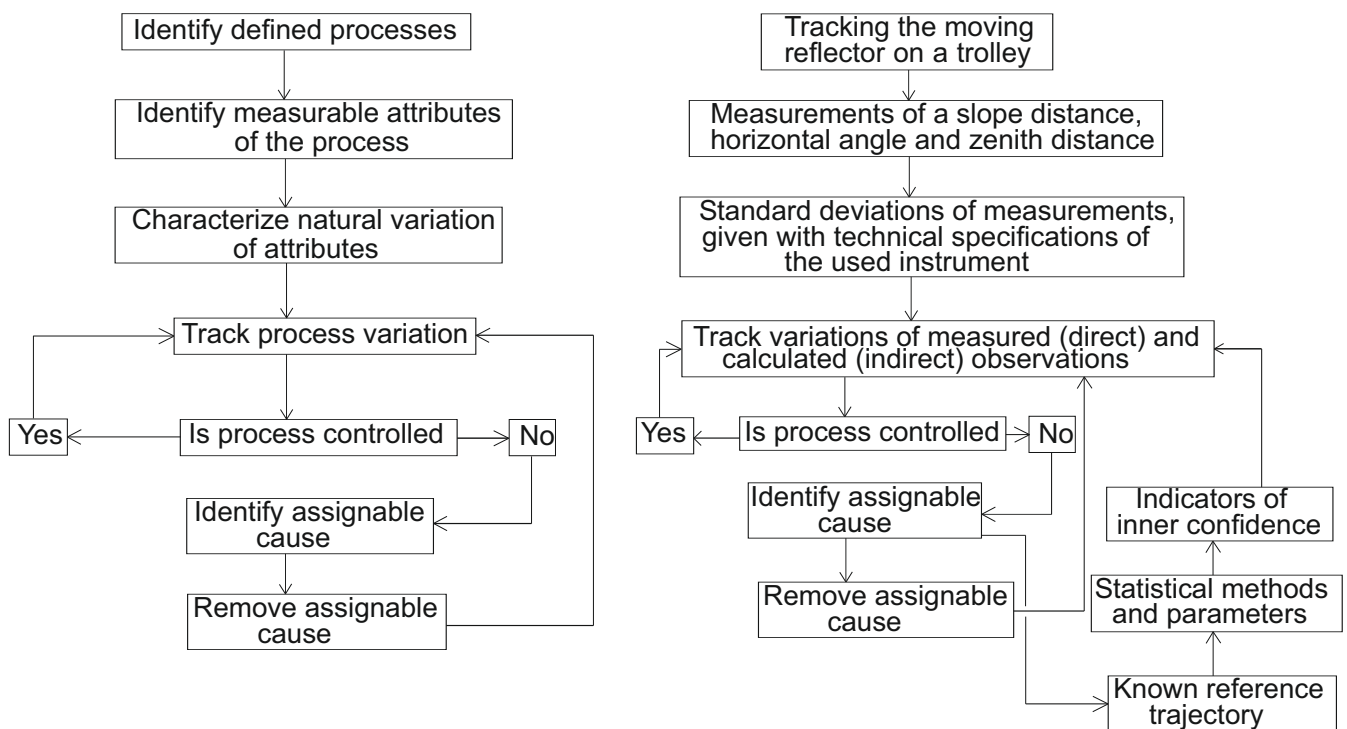 Identify defined processes
Identify measurable attributes
of the process
Characterize natural variation
of attributes
Track process variation
Yes
Is process controlled
No
Identify assignable
cause
Remove assignable
cause
Tracking the moving
reflector on a trolley
Measurements of a slope distance,
horizontal angle and zenith distance
Standard deviations of measurements,
given with technical specifications of
the used instrument
Track variations of measured (direct) and
calculated (indirect) observations
Yes
Is process controlled
No
Identify assignable
cause
Remove assignable
cause
Indicators of
inner confidence
Statistical methods
and parameters
Known reference
trajectory